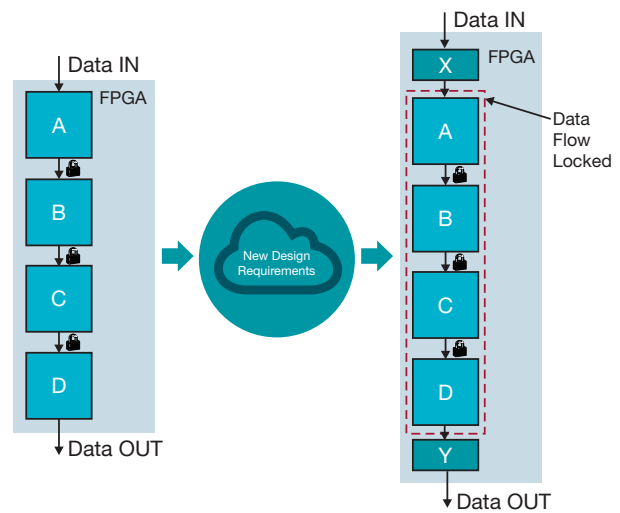 Data IN
FPGA
A
B
C
D
Data OUT
New Design
Requirements
Data IN
FPGA
X
A
B
C
D
Y
Data
Flow
Locked
Data OUT